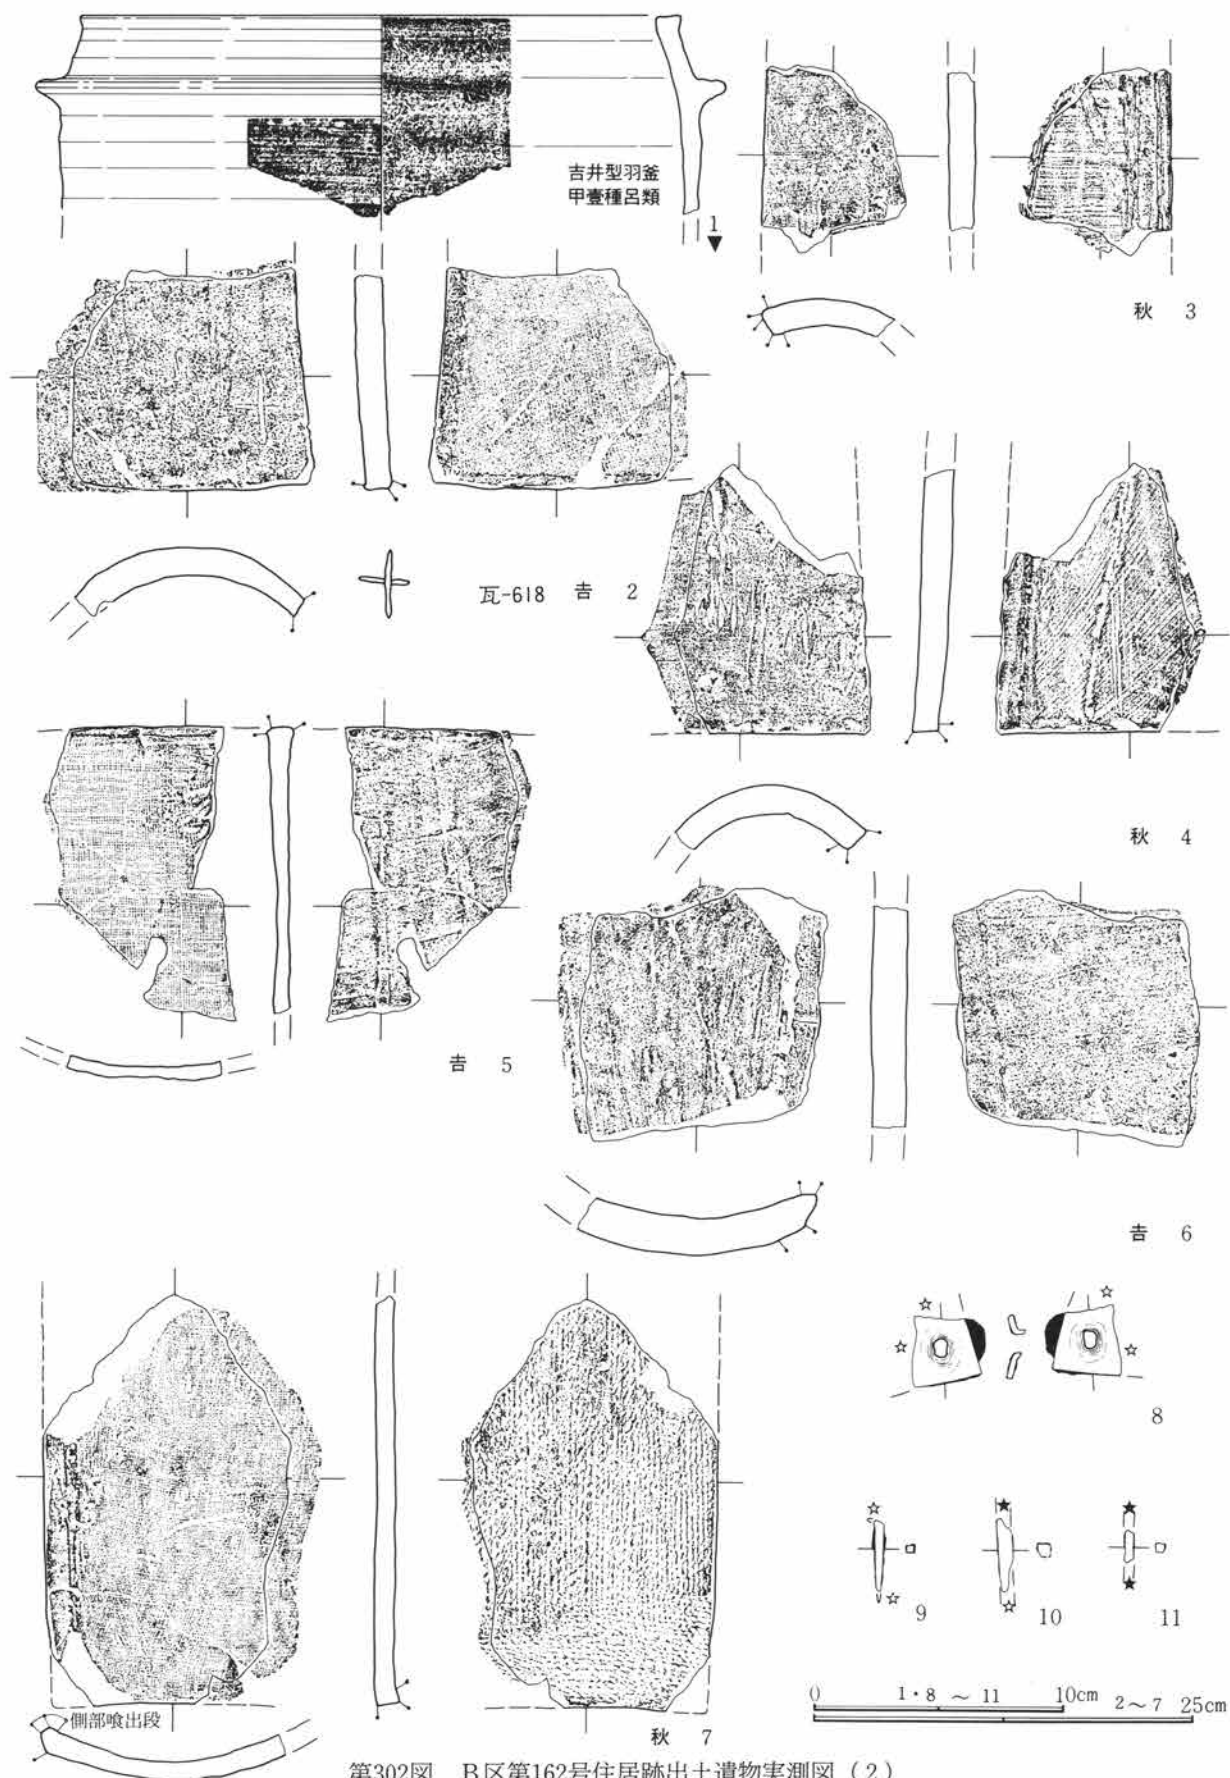 吉井型羽釜
甲壹種呂類
1
秋 3
瓦-618 𠮷 2
秋 4
𠮷 5
𠮷 6
8
9 10 11
0 1・8 ～ 11 10cm 2～7 25cm
側部喰出段
秋 7
第302図 B区第162号住居跡出土遺物実測図(2)